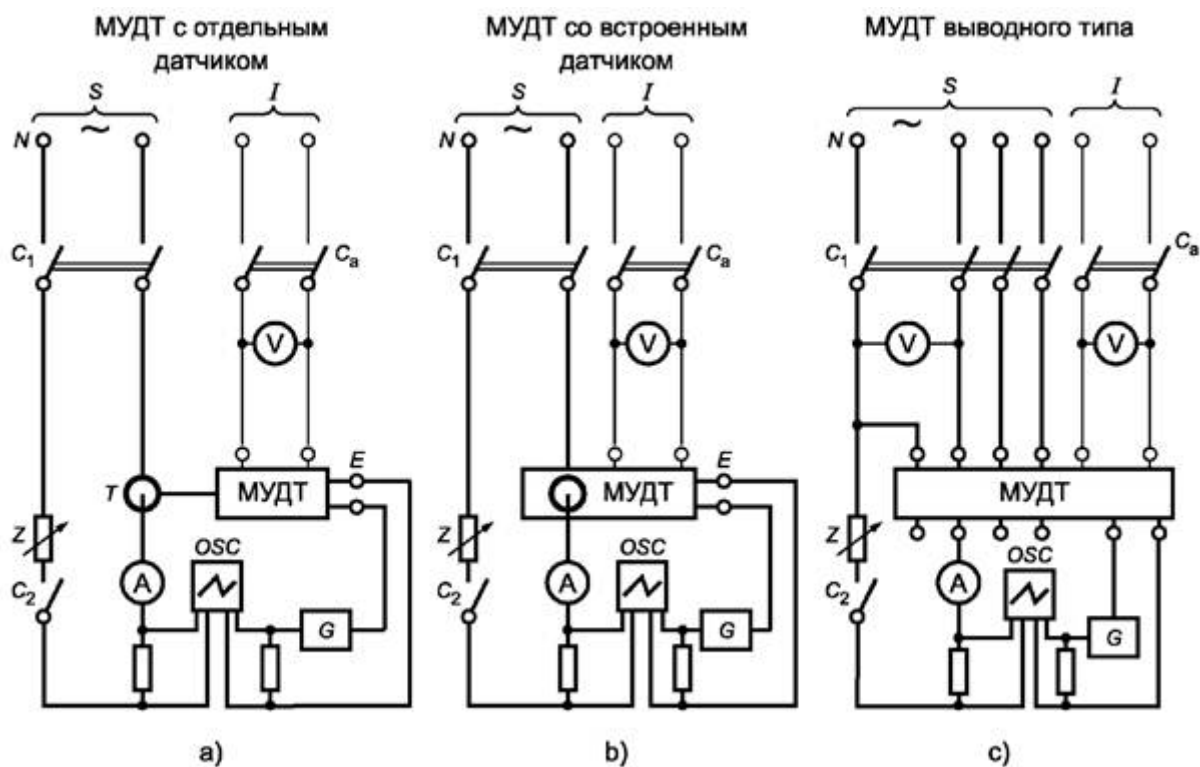 МУДТ с отдельным
датчиком
S
~
I
N
C1
Ca
V
T
МУДТ
E
Z
OSC
A
C2
G
a)
МУДТ со встроенным
датчиком
S
~
I
N
C1
Ca
V
МУДТ
E
Z
OSC
A
C2
G
b)
МУДТ выводного типа
S
~
I
N
C1
Ca
V
V
МУДТ
Z
OSC
A
C2
G
c)